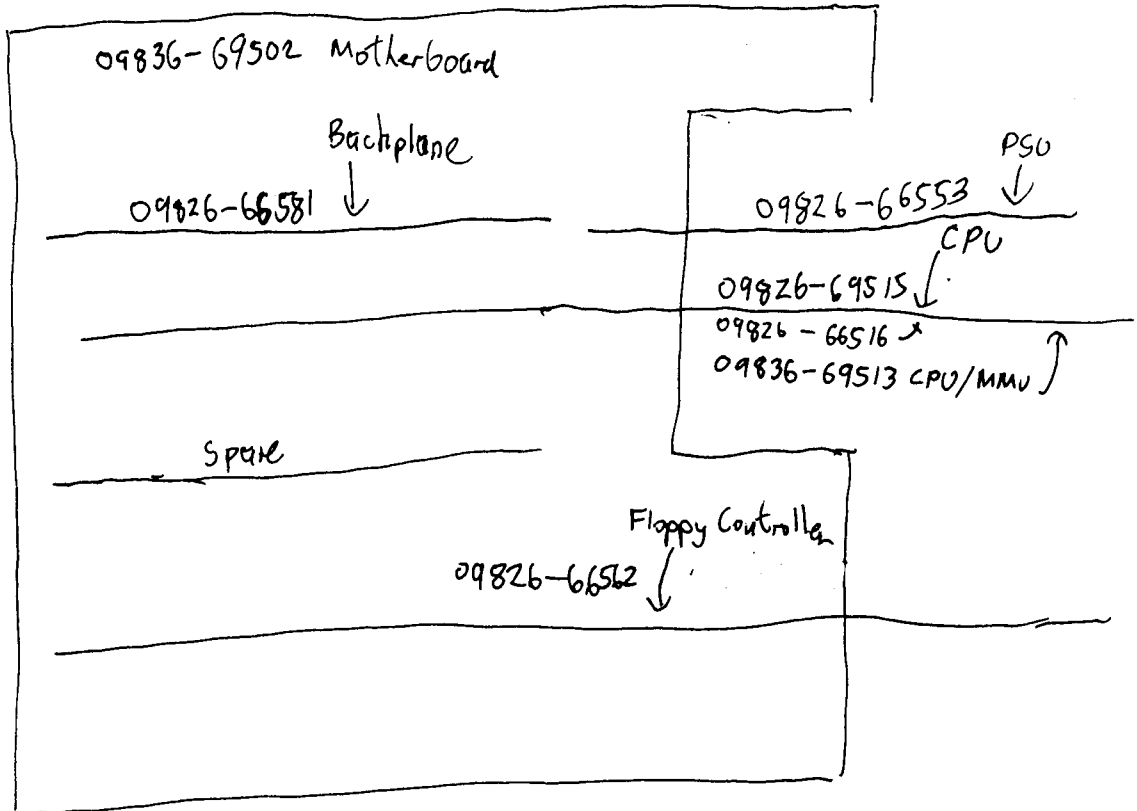 09836-69502 Motherboard
Backplane
09826-66581
PSU
09826-66553
CPU
09826-69515
09826-66516
09836-69513 CPU/MMU
Spare
Floppy Controller
09826-66562